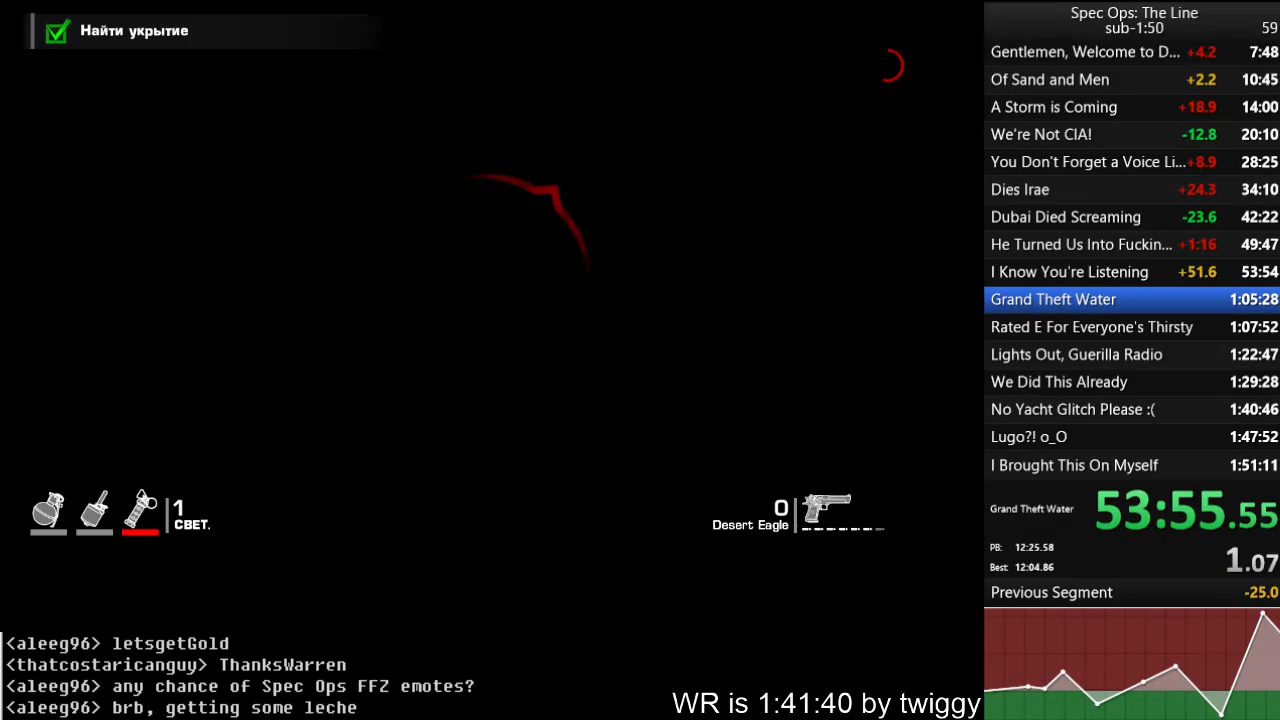 Найти укрытие
1
СВЕТ.
0
Desert Eagle
<aleeg96> letsgetGold
<thatcostaricanguy> ThanksWarren
<aleeg96> any chance of Spec Ops FFZ emotes?
<aleeg96> brb, getting some leche
WR is 1:41:40 by twiggy
Spec Ops: The Line
sub-1:50 59
Gentlemen, Welcome to D... +4.2 7:48
Of Sand and Men +2.2 10:45
A Storm is Coming +18.9 14:00
We're Not CIA! -12.8 20:10
You Don't Forget a Voice Li... +8.9 28:25
Dies Irae +24.3 34:10
Dubai Died Screaming -23.6 42:22
He Turned Us Into Fuckin... +1:16 49:47
I Know You're Listening +51.6 53:54
Grand Theft Water 1:05:28
Rated E For Everyone's Thirsty 1:07:52
Lights Out, Guerilla Radio 1:22:47
We Did This Already 1:29:28
No Yacht Glitch Please :( 1:40:46
Lugo?! o_O 1:47:52
I Brought This On Myself 1:51:11
Grand Theft Water 53:55.55
PB: 12:25.58
Best: 12:04.86 1.07
Previous Segment -25.0